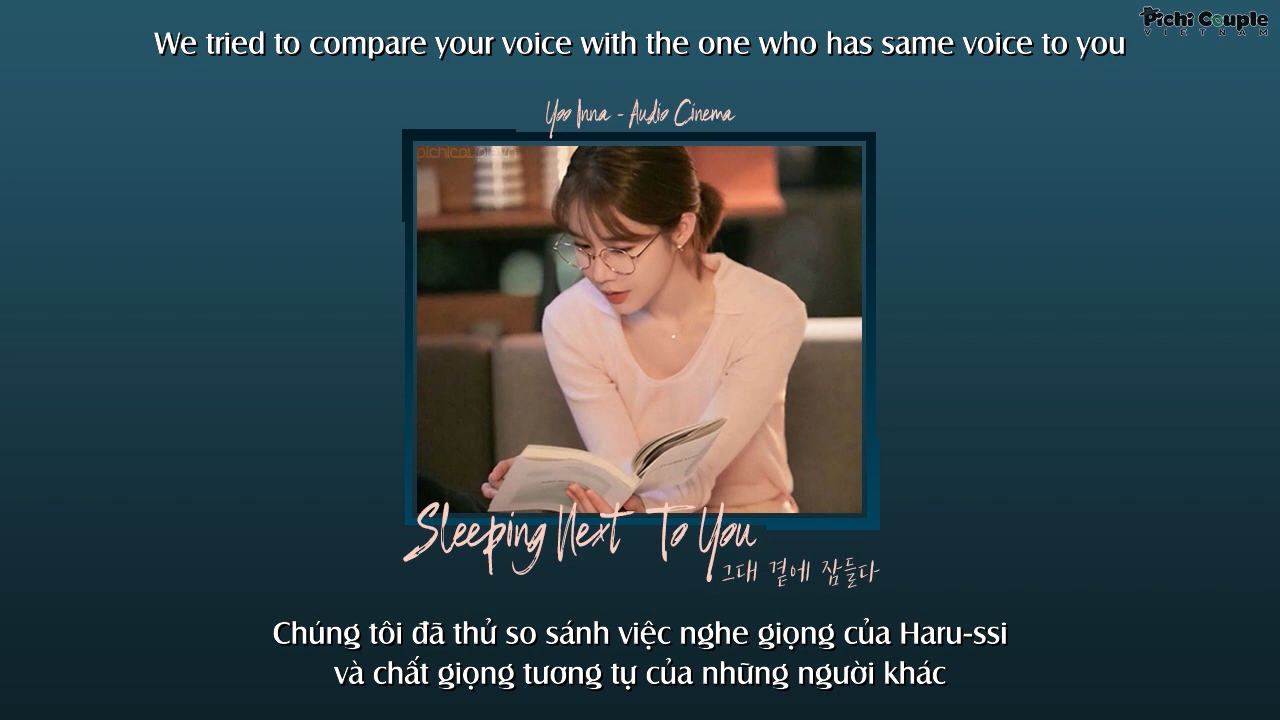 Pichi Couple
VIETNAM
We tried to compare your voice with the one who has same voice to you
Yoo Inna - Audio Cinema
pichicouplevn
Sleeping Next To You
그대 곁에 잠들다
Chúng tôi đã thử so sánh việc nghe giọng của Haru-ssi
và chất giọng tương tự của những người khác